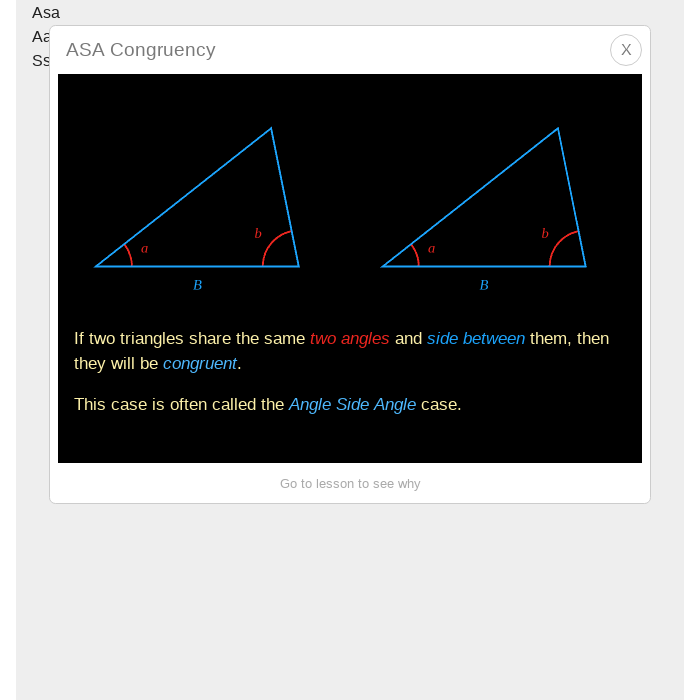 Asa
Aa
Ss
ASA Congruency
X
a
b
B
a
b
B
If two triangles share the same two angles and side between them, then
they will be congruent.
This case is often called the Angle Side Angle case.
Go to lesson to see why